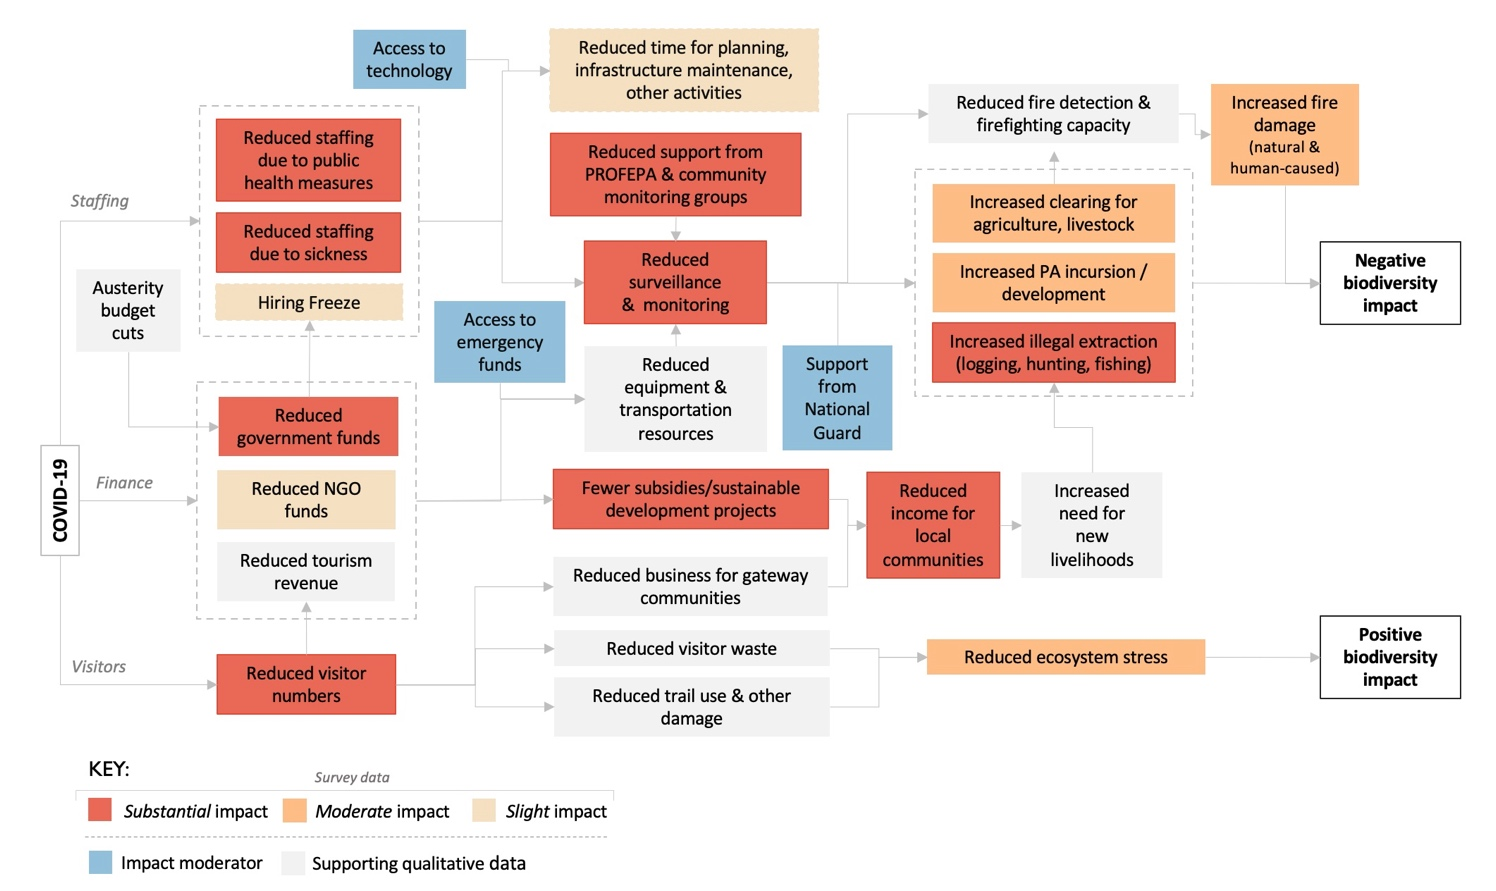 Access to
technology
Reduced time for planning,
infrastructure maintenance,
other activities
Reduced staffing
due to public
health measures
Reduced staffing
due to sickness
Hiring Freeze
Staffing
Austerity
budget
cuts
Reduced support from
PROFEPA & community
monitoring groups
Reduced
surveillance
& monitoring
Access to
emergency
funds
Reduced
equipment &
transportation
resources
Support
from
National
Guard
Reduced fire detection &
firefighting capacity
Increased fire
damage
(natural &
human-caused)
Increased clearing for
agriculture, livestock
Increased PA incursion /
development
Increased illegal extraction
(logging, hunting, fishing)
Negative
biodiversity
impact
COVID-19
Finance
Reduced
government funds
Reduced NGO
funds
Reduced tourism
revenue
Fewer subsidies/sustainable
development projects
Reduced business for gateway
communities
Reduced
income for
local
communities
Increased
need for
new
livelihoods
Visitors
Reduced visitor
numbers
Reduced visitor waste
Reduced trail use & other
damage
Reduced ecosystem stress
Positive
biodiversity
impact
KEY:
Survey data
Substantial impact
Moderate impact
Slight impact
Impact moderator
Supporting qualitative data